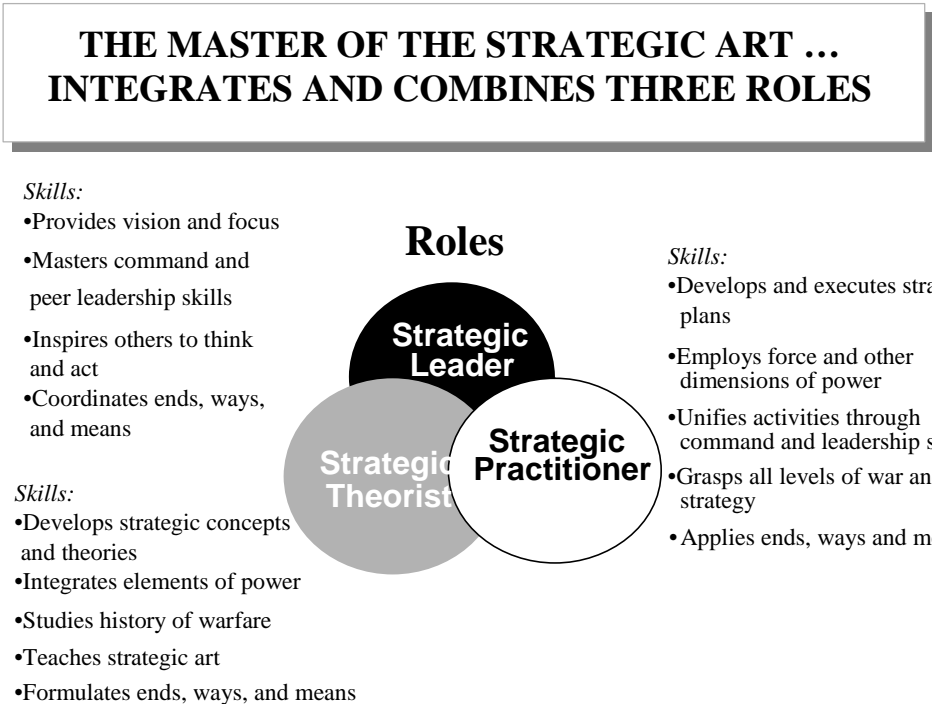 THE MASTER OF THE STRATEGIC ART …
INTEGRATES AND COMBINES THREE ROLES
Skills:
•Provides vision and focus
•Masters command and
peer leadership skills
•Inspires others to think
and act
•Coordinates ends, ways,
and means
Roles
Strategic
Leader
Strategic
Theorist
Strategic
Practitioner
Skills:
•Develops and executes stra
plans
•Employs force and other
dimensions of power
•Unifies activities through
command and leadership s
•Grasps all levels of war an
strategy
•Applies ends, ways and m
Skills:
•Develops strategic concepts
and theories
•Integrates elements of power
•Studies history of warfare
•Teaches strategic art
•Formulates ends, ways, and means